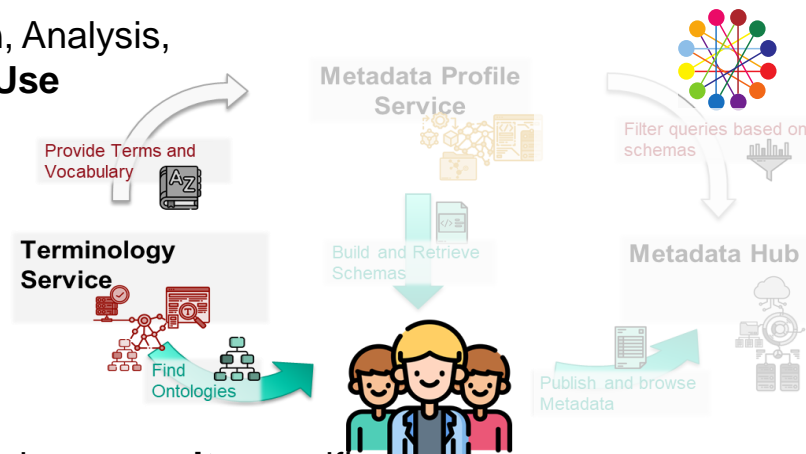 , Analysis,
Use
Metadata Profile
Service
Provide Terms and
Vocabulary
AZ
Filter queries based on
schemas
Terminology
Service
Build and Retrieve
Schemas
Metadata Hub
T
Find
Ontologies
Publish and browse
Metadata